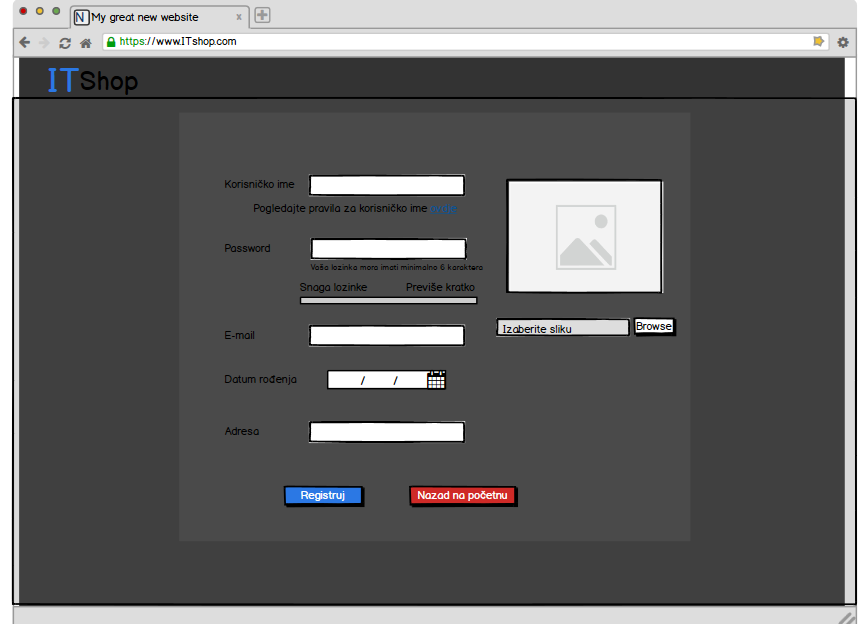 N My great new website x
https://www.ITshop.com
ITShop
Korisničko ime
Pogledajte pravila za korisničko ime
Password
Vaša lozinka mora imati minimalno 6 karaktera
Snaga lozinke Previše kratko
Izaberite sliku Browse
E-mail
Datum rođenja / /
Adresa
Registruj Nazad na početnu